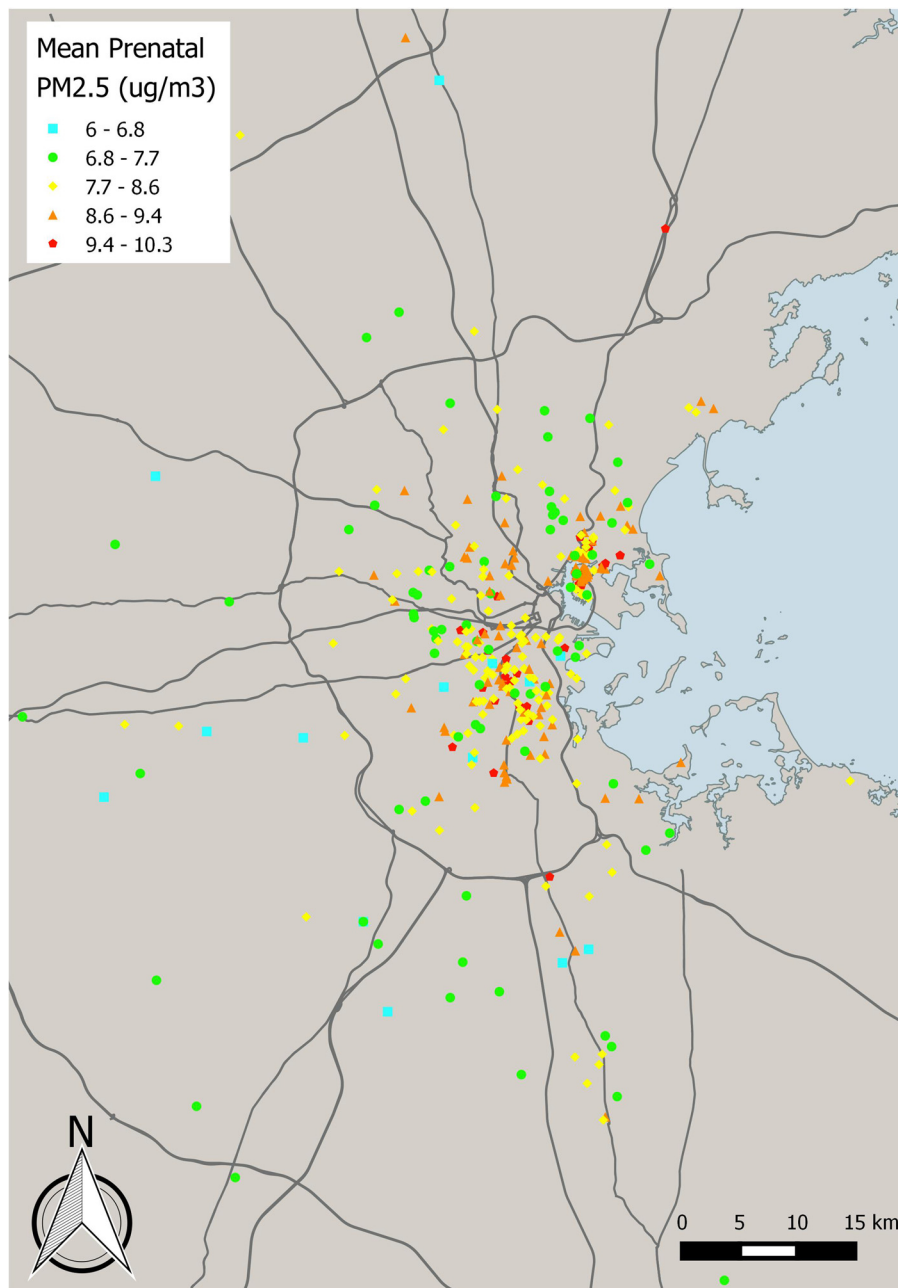 Mean Prenatal
PM2.5 (ug/m3)
6 - 6.8
6.8 - 7.7
7.7 - 8.6
8.6 - 9.4
9.4 - 10.3
N
0 5 10 15 km